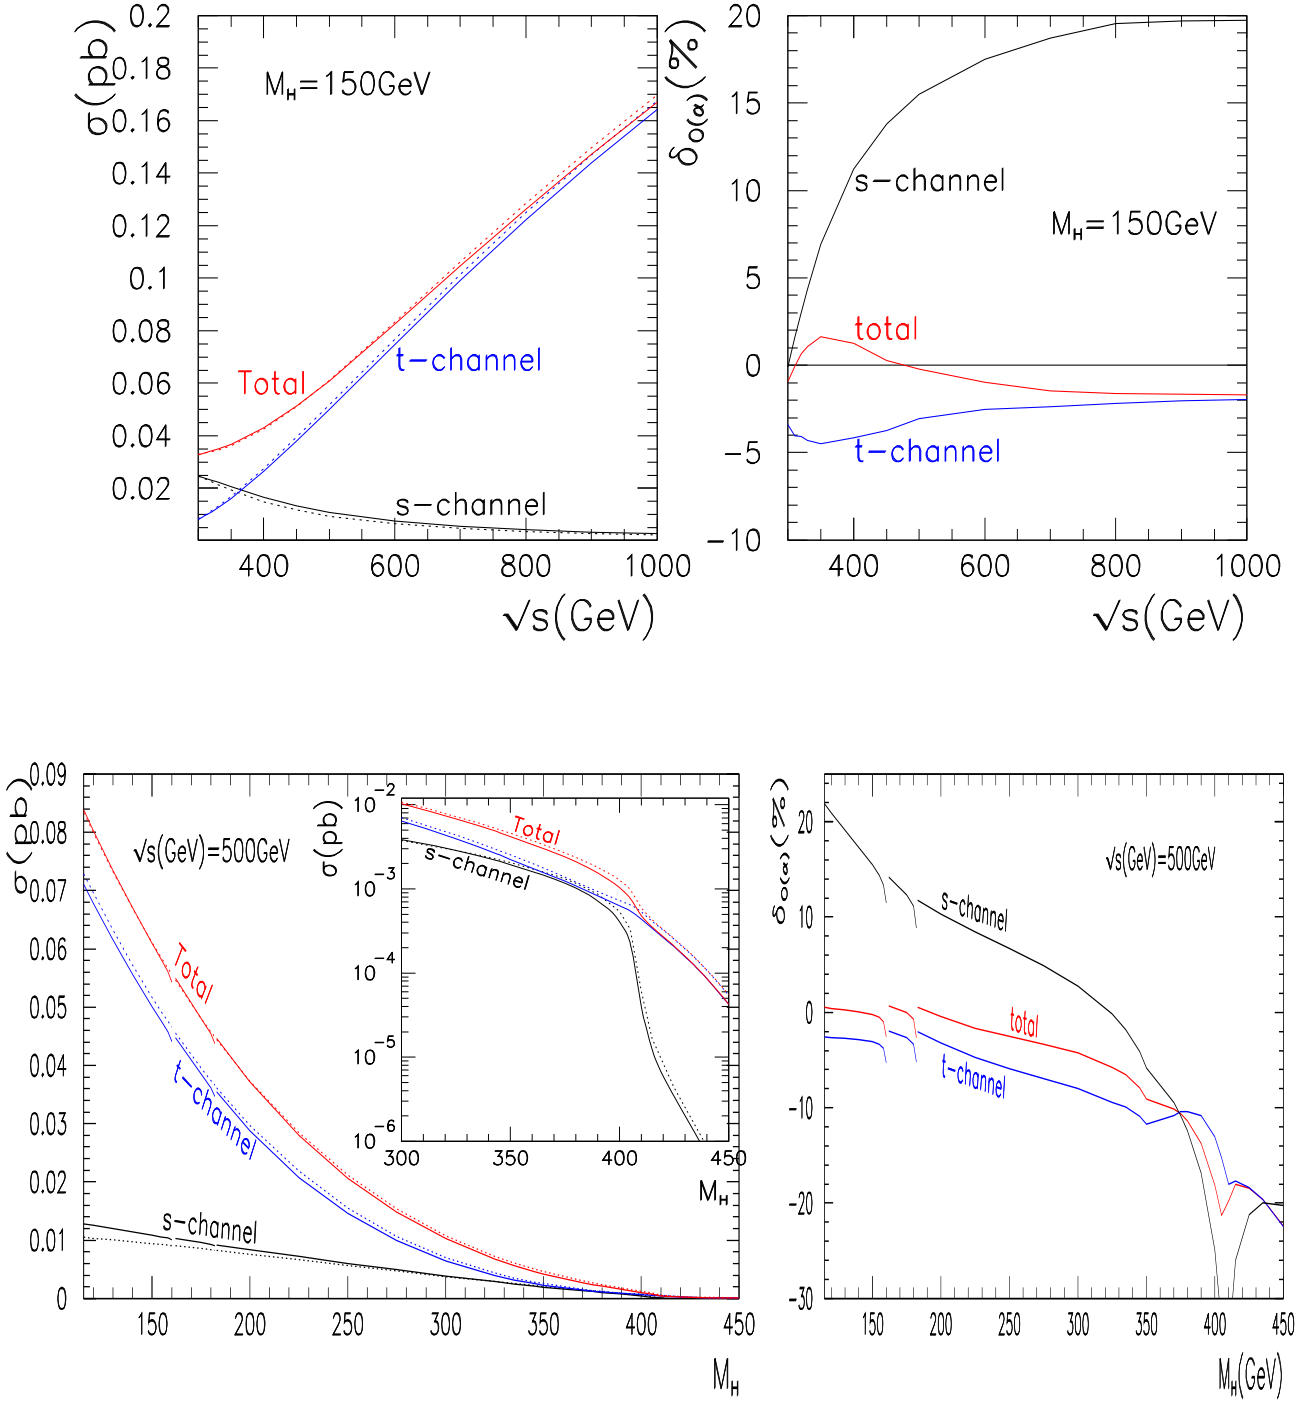 σ(pb)
0.2
0.18
0.16
0.14
0.12
0.1
0.08
0.06
0.04
0.02
M_H=150GeV
Total
t-channel
s-channel
400 600 800 1000
√s(GeV)
δ_O(α)(%)
20
15
10
5
0
-5
-10
s-channel
M_H=150GeV
total
t-channel
400 600 800 1000
√s(GeV)
σ(pb)
0.09
0.08
0.07
0.06
0.05
0.04
0.03
0.02
0.01
0
√s(GeV)=500GeV
Total
t-channel
s-channel
150 200 250 300 350 400 450
M_H
σ(pb)
10^-2
10^-3
10^-4
10^-5
10^-6
Total
s-channel
300 350 400 450
M_H
δ_O(α)(%)
20
10
0
-10
-20
-30
√s(GeV)=500GeV
s-channel
total
t-channel
150 200 250 300 350 400 450
M_H(GeV)